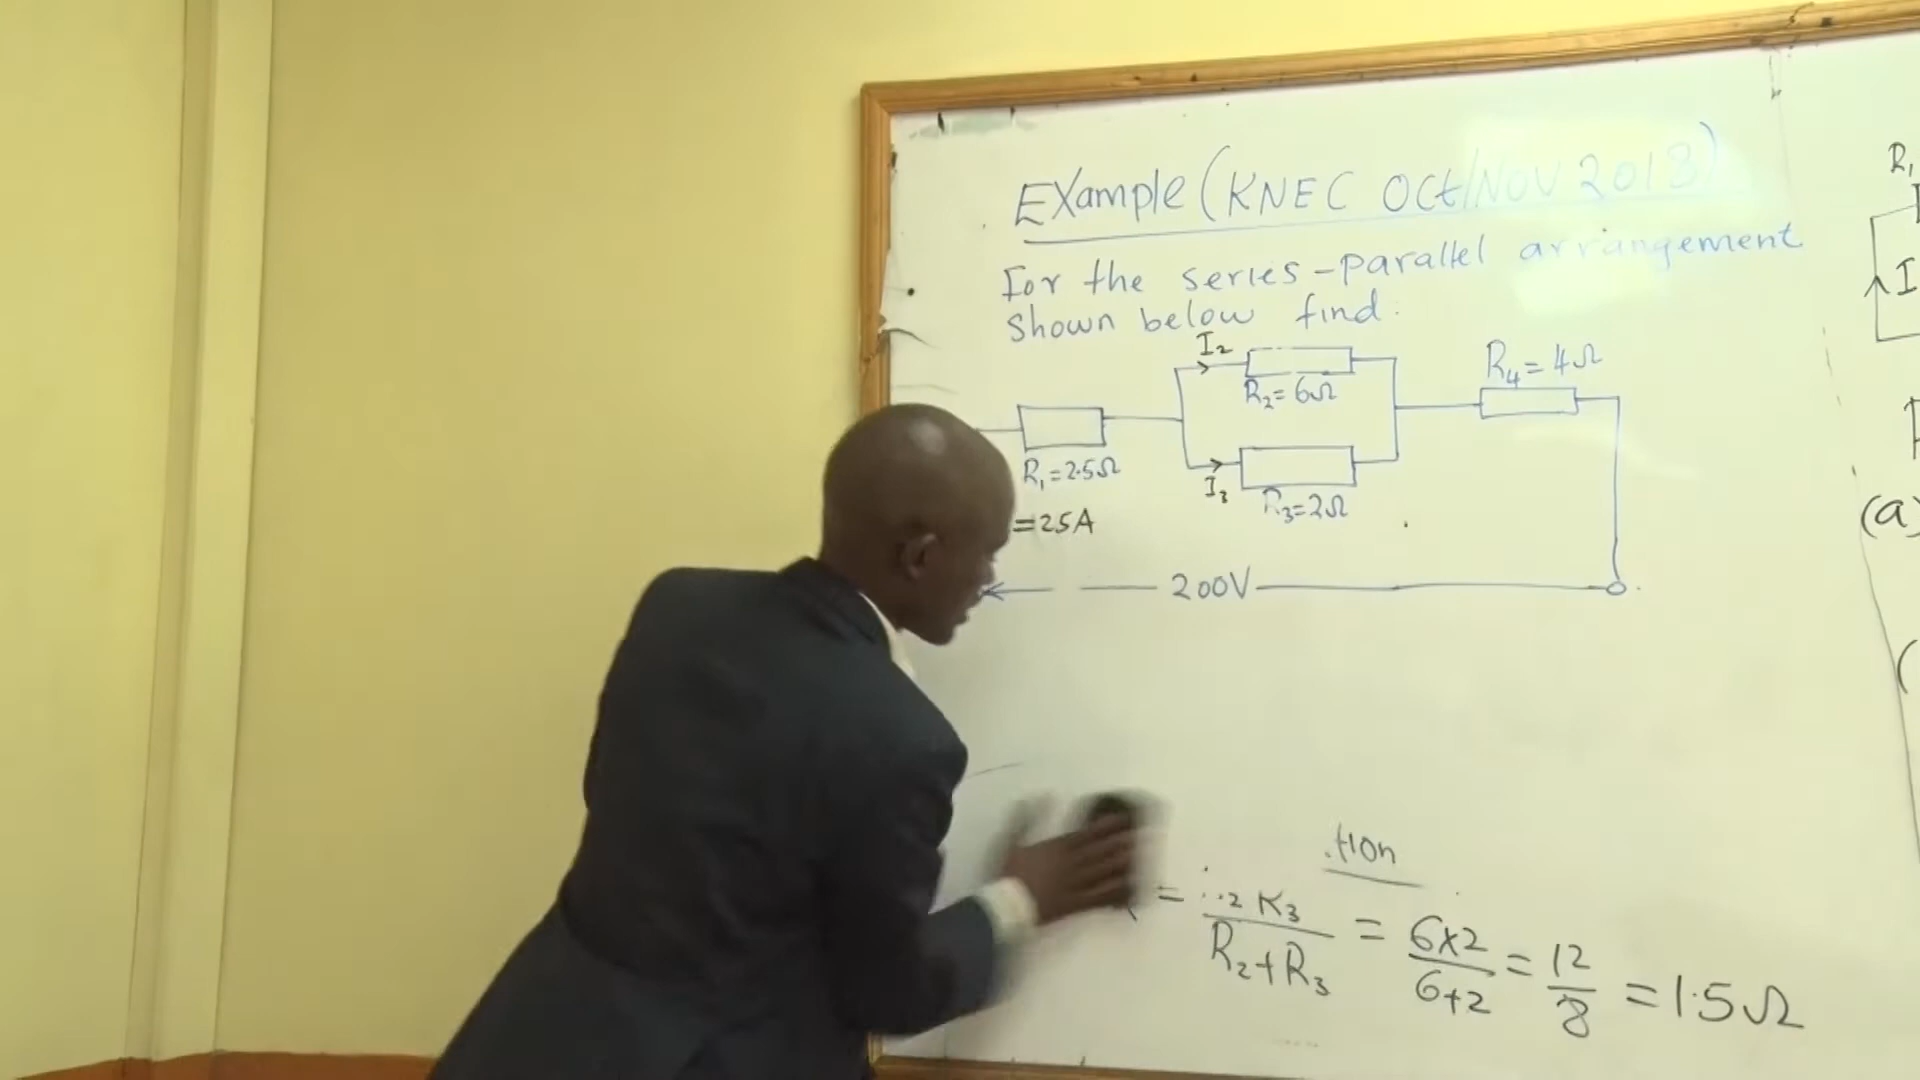 Example (KNEC Oct/Nov 2013)
For the series-parallel arrangement
shown below find:
I₂
R₂=6Ω
R₄=4Ω
R₁=2.5Ω
I₃
R₃=2Ω
=25A
200V
tion
= ₂ R₃ / R₂+R₃ = 6x2 / 6+2 = 12 / 8 = 1.5Ω
R₁
I
(a)